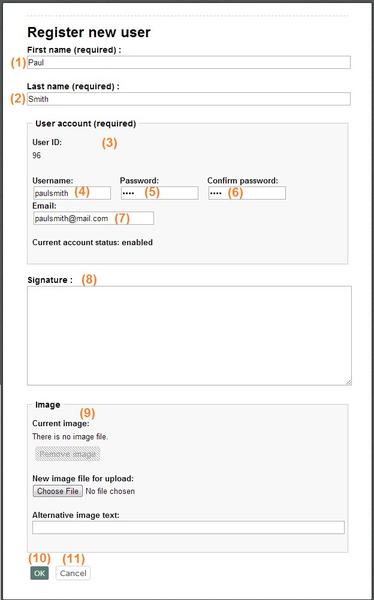 Register new user
First name (required) :
(1) Paul
Last name (required) :
(2) Smith
User account (required)
User ID: (3)
96
Username: Password: Confirm password:
paulsmith (4) •••• (5) •••• (6)
Email:
paulsmith@mail.com (7)
Current account status: enabled
Signature : (8)
Image
(9)
Current image:
There is no image file.
Remove image
New image file for upload:
Choose File No file chosen
Alternative image text:
(10) (11)
OK Cancel